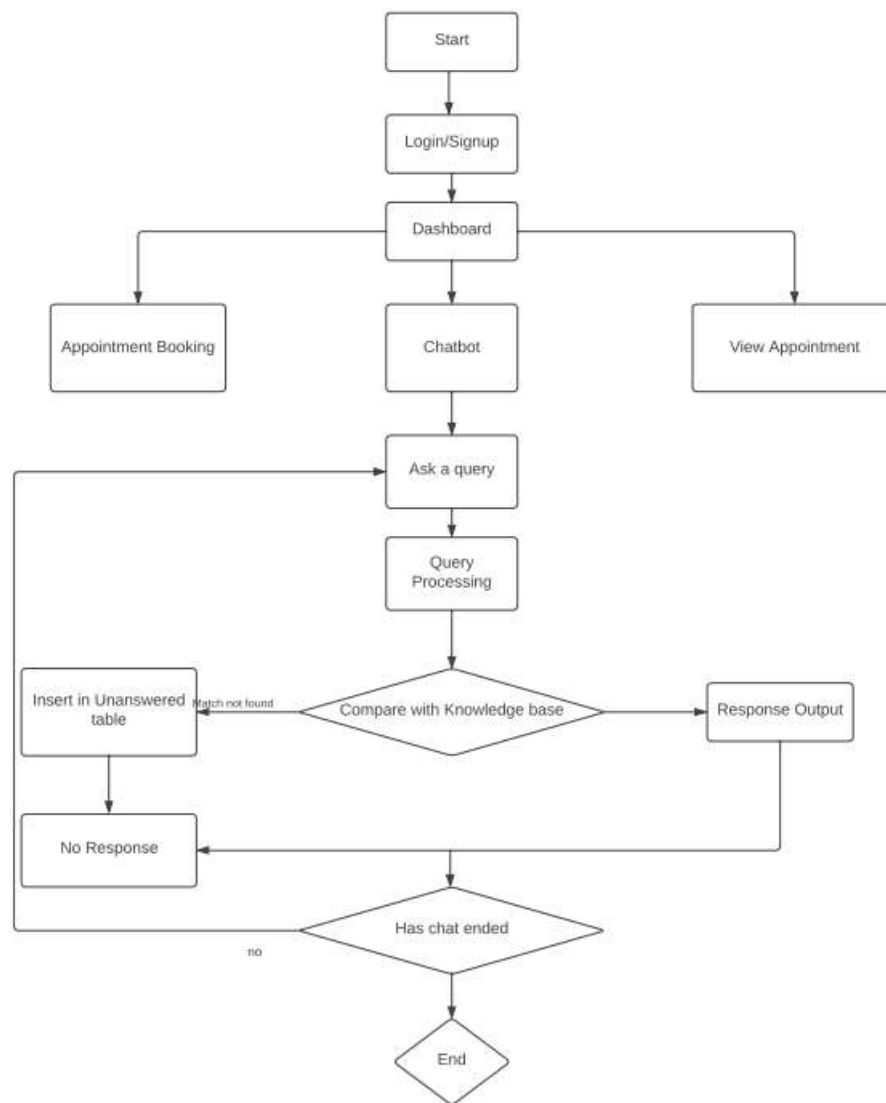 Start
Login/Signup
Dashboard
Appointment Booking
Chatbot
View Appointment
Ask a query
Query
Processing
Insert in Unanswered
table
Match not found
Compare with Knowledge base
Response Output
No Response
Has chat ended
no
End